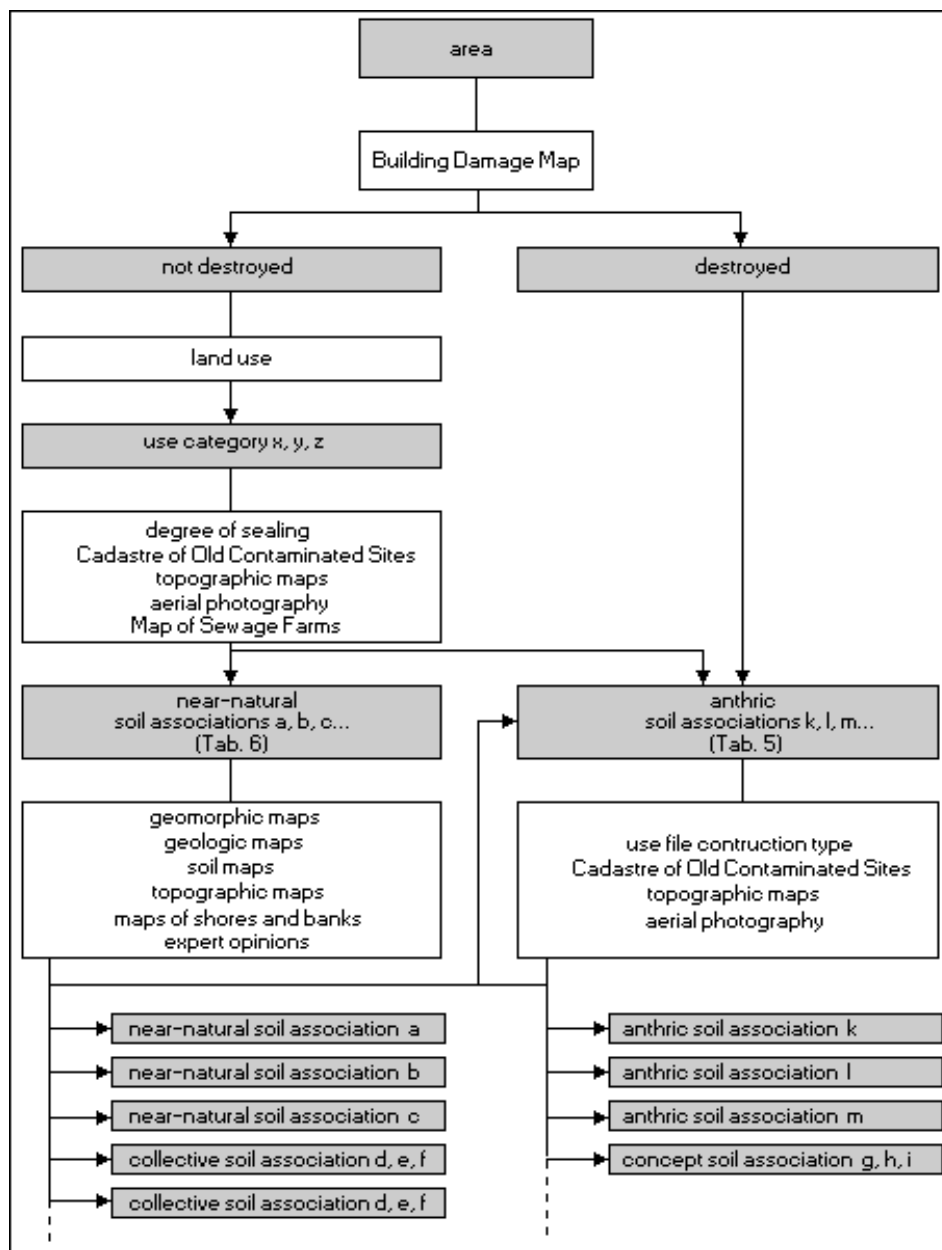 area
Building Damage Map
not destroyed
destroyed
land use
use category x, y, z
degree of sealing
Cadastre of Old Contaminated Sites
topographic maps
aerial photography
Map of Sewage Farms
near-natural
soil associations a, b, c...
(Tab. 6)
anthric
soil associations k, l, m...
(Tab. 5)
geomorphic maps
geologic maps
soil maps
topographic maps
maps of shores and banks
expert opinions
use file contruction type
Cadastre of Old Contaminated Sites
topographic maps
aerial photography
near-natural soil association a
near-natural soil association b
near-natural soil association c
collective soil association d, e, f
collective soil association d, e, f
anthric soil association k
anthric soil association l
anthric soil association m
concept soil association g, h, i